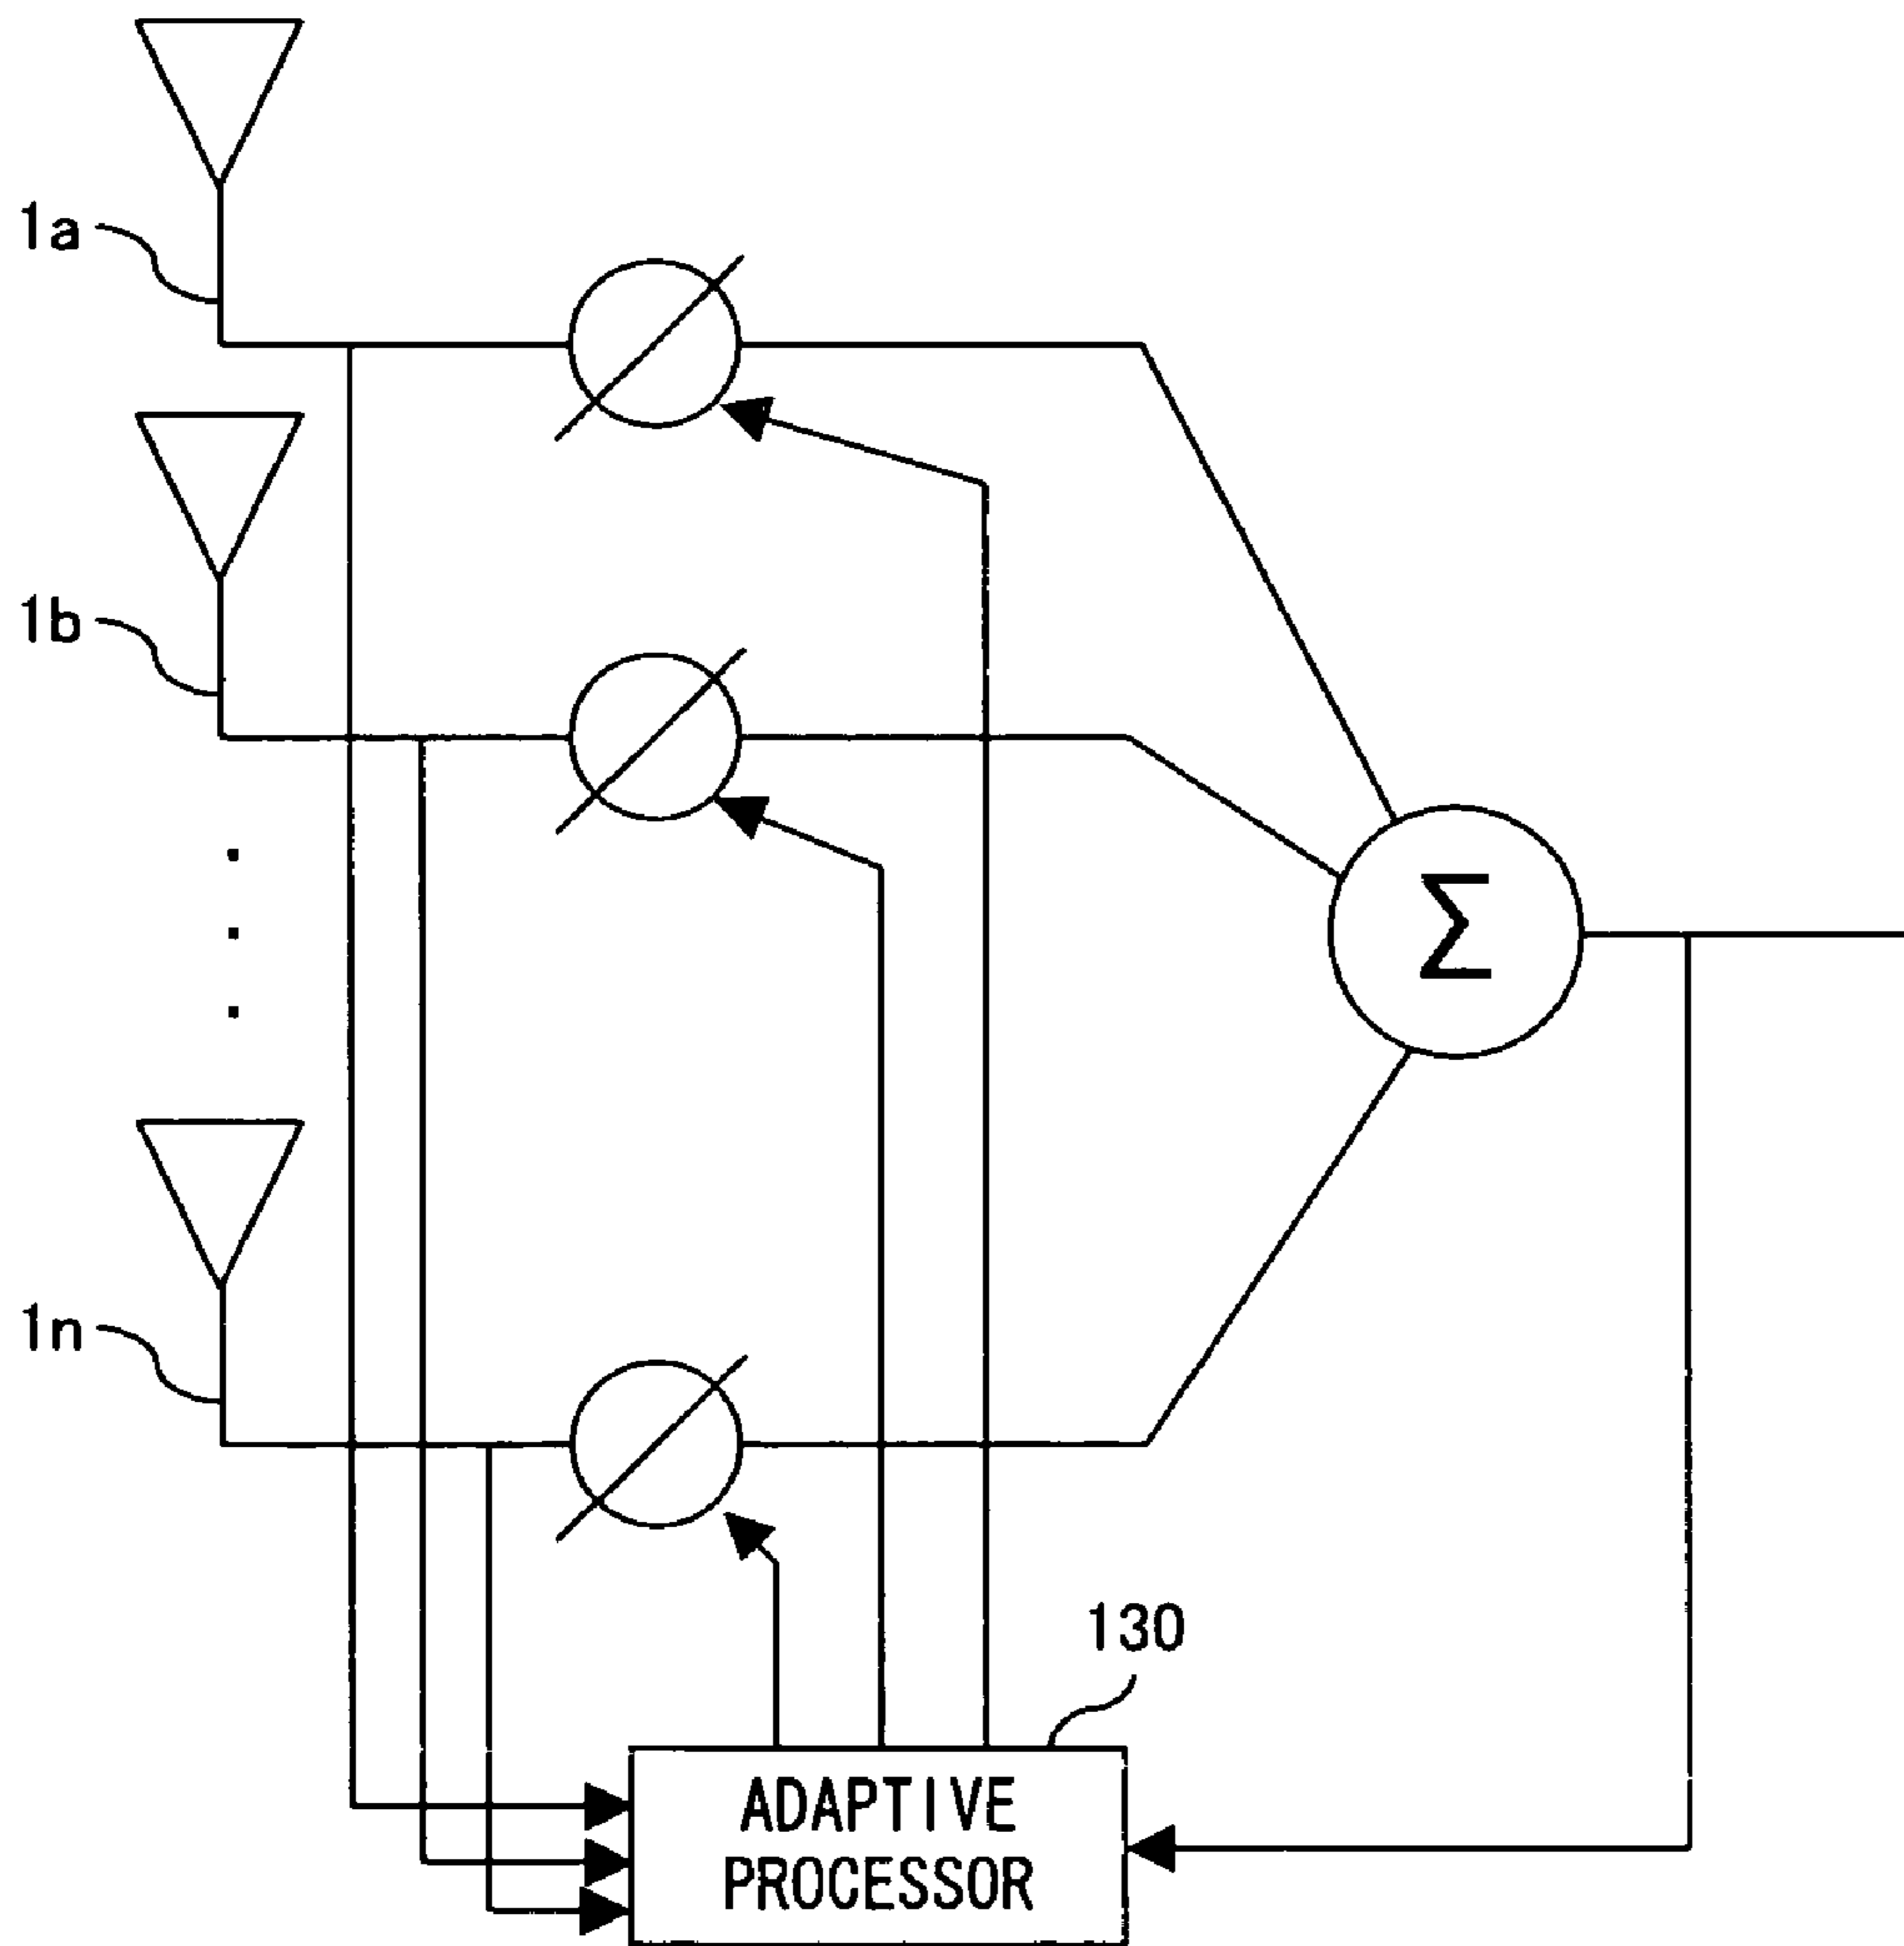 1a
1b
Σ
1n
130
ADAPTIVE
PROCESSOR